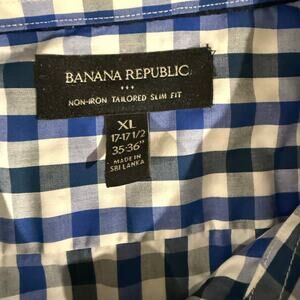 BANANA REPUBLIC
NON-IRON TAILORED SLIM FIT
XL
17-17 1/2
35-36"
MADE IN
SRI LANKA